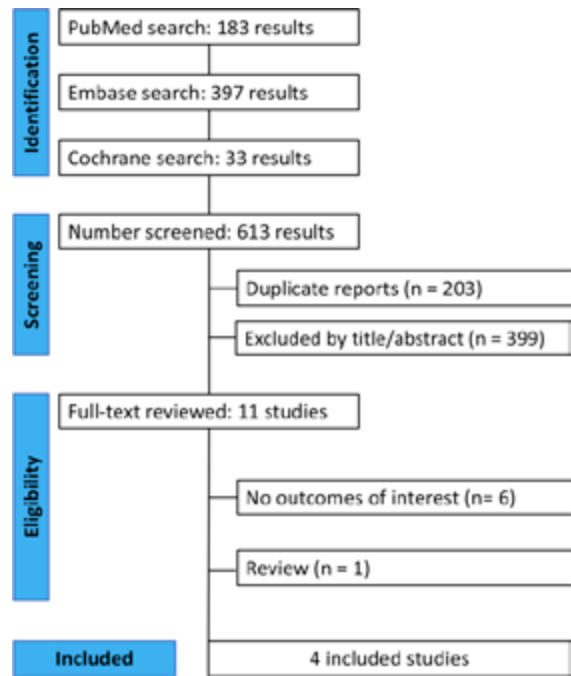 Identification
PubMed search: 183 results
Embase search: 397 results
Cochrane search: 33 results
Screening
Number screened: 613 results
Duplicate reports (n = 203)
Excluded by title/abstract (n = 399)
Eligibility
Full-text reviewed: 11 studies
No outcomes of interest (n= 6)
Review (n = 1)
Included
4 included studies